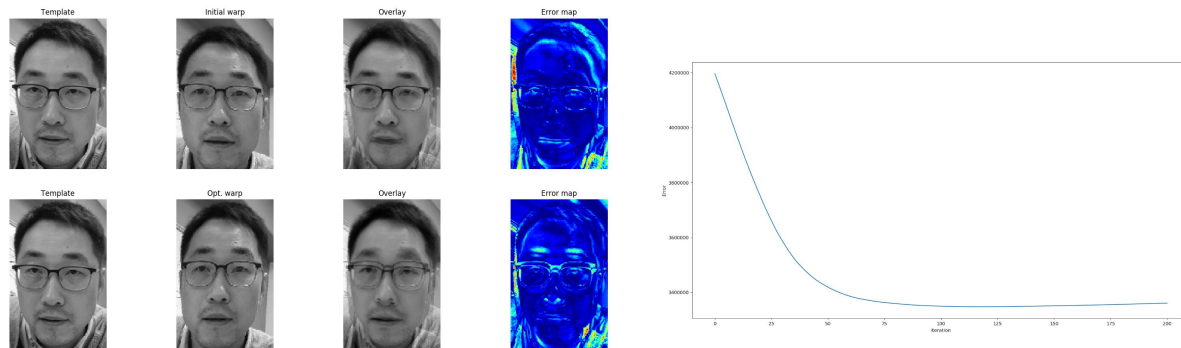 Template Initial warp Overlay Error map
Template Opt. warp Overlay Error map
4200000
4000000
3800000
3600000
3400000
Error
0 25 50 75 100 125 150 175 200
Iteration